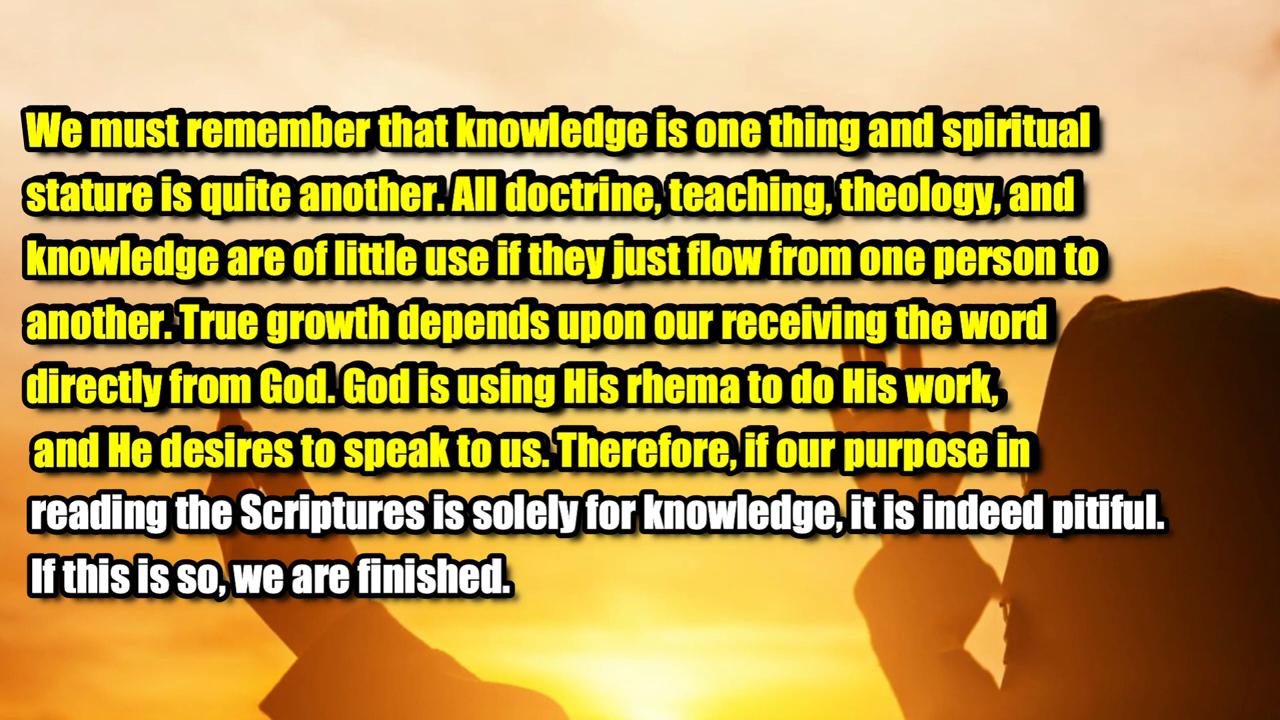 We must remember that knowledge is one thing and spiritual
stature is quite another. All doctrine, teaching, theology, and
knowledge are of little use if they just flow from one person to
another. True growth depends upon our receiving the word
directly from God. God is using His rhema to do His work,
and He desires to speak to us. Therefore, if our purpose in
reading the Scriptures is solely for knowledge, it is indeed pitiful.
If this is so, we are finished.